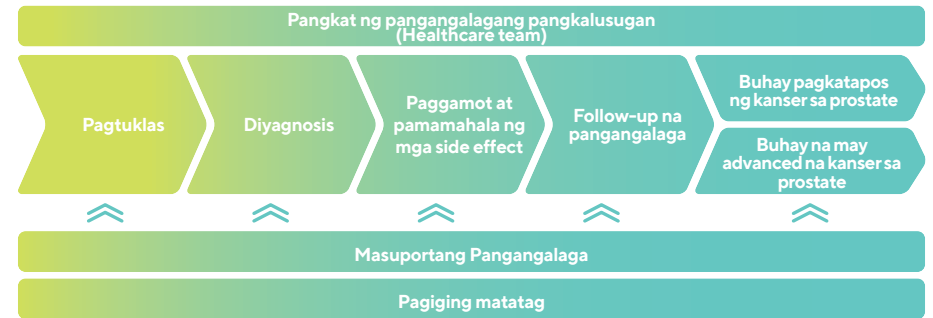 Pangkat ng pangangalagang pangkalusugan
(Healthcare team)
Pagtuklas
Diyagnosis
Paggamot at
pamamahala ng
mga side effect
Follow-up na
pangangalaga
Buhay pagkatapos
ng kanser sa prostate
Buhay na may
advanced na kanser sa
prostate
Masuportang Pangangalaga
Pagiging matatag